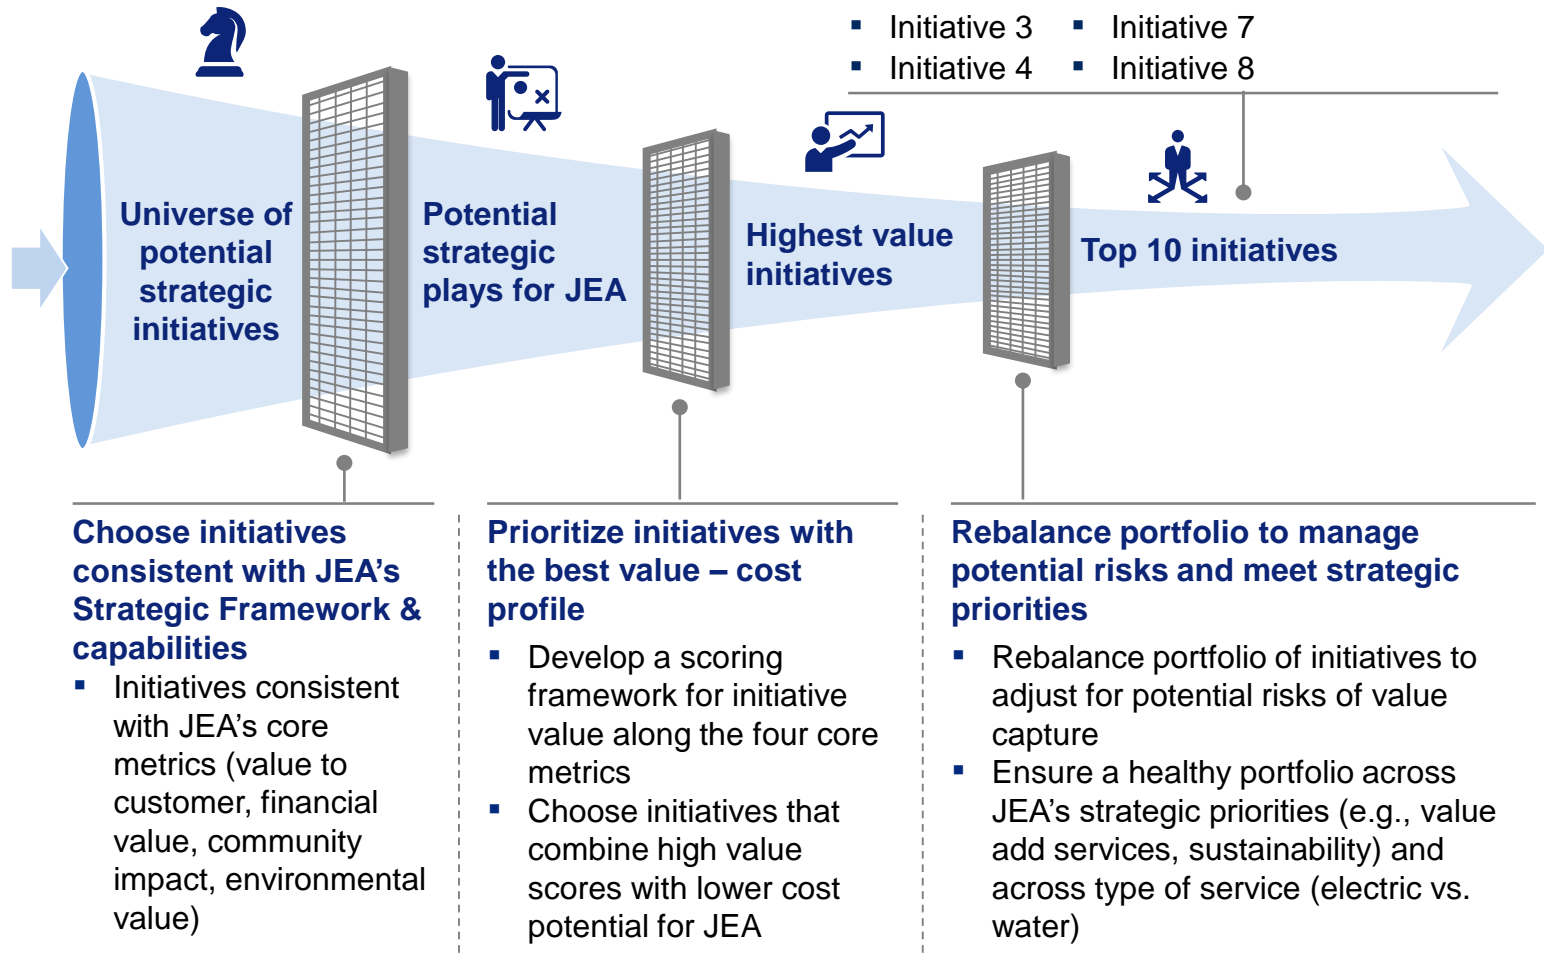 ▪ Initiative 3 ▪ Initiative 7
▪ Initiative 4 ▪ Initiative 8
Universe of
potential
strategic
initiatives
Potential
strategic
plays for JEA
Highest value
initiatives
Top 10 initiatives
Choose initiatives
consistent with JEA’s
Strategic Framework &
capabilities
▪ Initiatives consistent
with JEA’s core
metrics (value to
customer, financial
value, community
impact, environmental
value)
Prioritize initiatives with
the best value – cost
profile
▪ Develop a scoring
framework for initiative
value along the four core
metrics
▪ Choose initiatives that
combine high value
scores with lower cost
potential for JEA
Rebalance portfolio to manage
potential risks and meet strategic
priorities
▪ Rebalance portfolio of initiatives to
adjust for potential risks of value
capture
▪ Ensure a healthy portfolio across
JEA’s strategic priorities (e.g., value
add services, sustainability) and
across type of service (electric vs.
water)